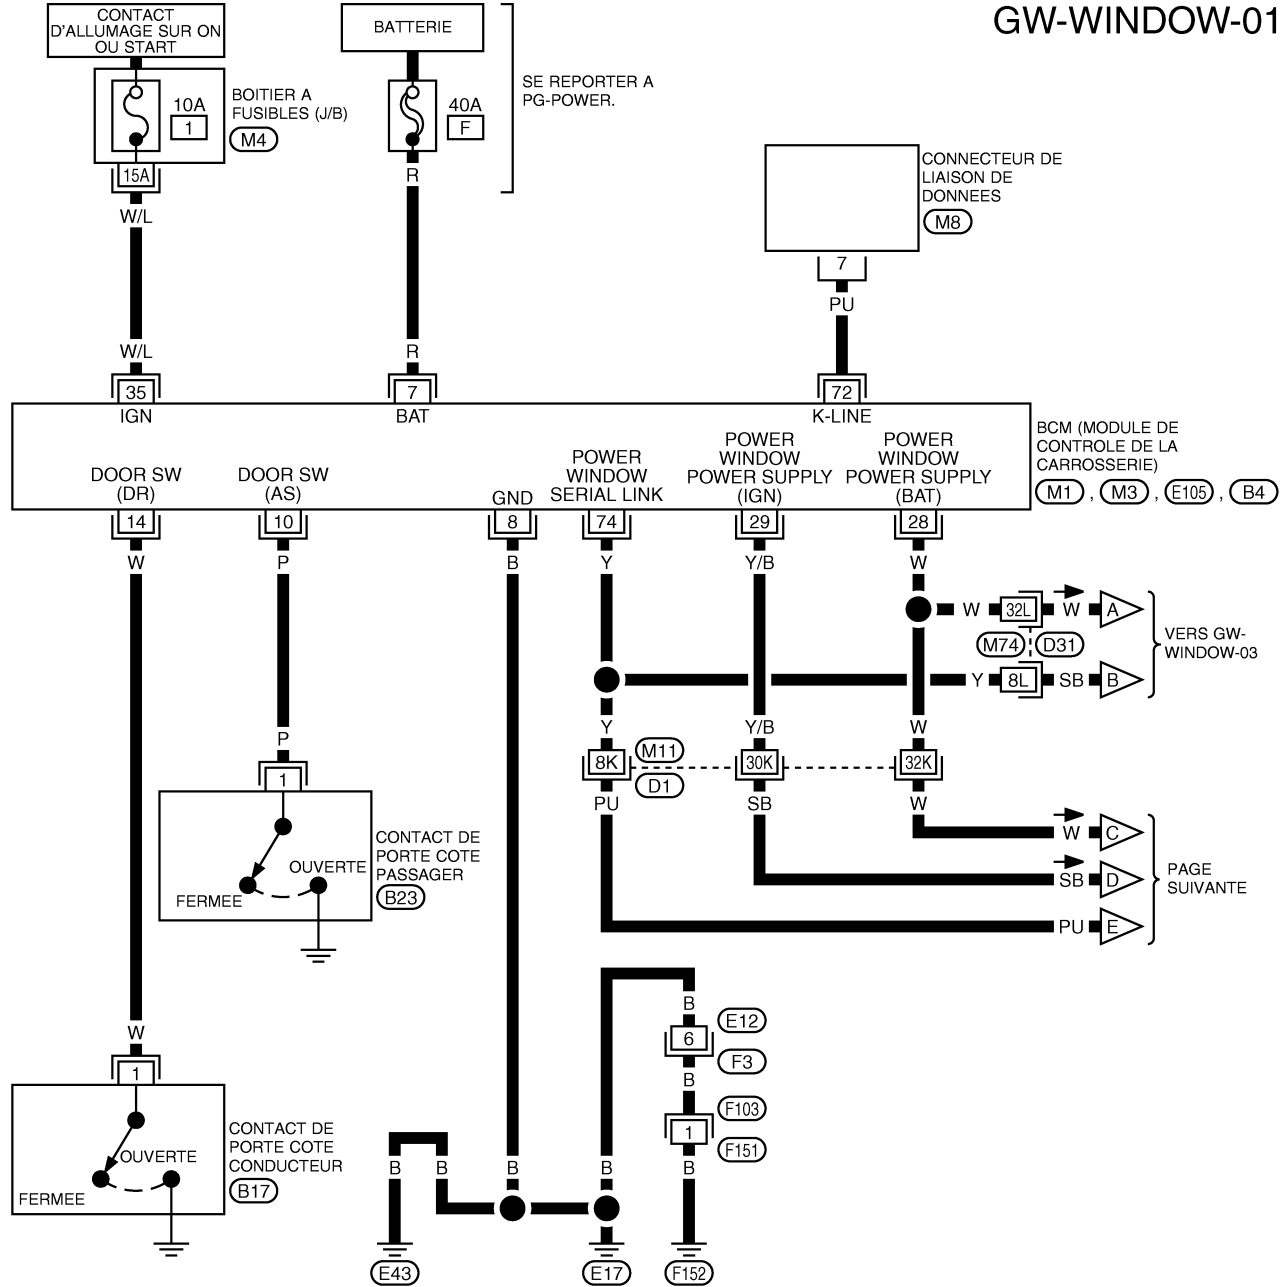 GW-WINDOW-01
CONTACT
D'ALLUMAGE SUR ON
OU START
BATTERIE
SE REPORTER A
PG-POWER.
10A
1
BOITIER A
FUSIBLES (J/B)
M4
40A
F
15A
R
W/L
CONNECTEUR DE
LIAISON DE
DONNEES
M8
7
PU
W/L
R
35
7
72
IGN
BAT
K-LINE
BCM (MODULE DE
CONTROLE DE LA
CARROSSERIE)
M1 , M3 , E105 , B4
DOOR SW
(DR)
DOOR SW
(AS)
GND
POWER
WINDOW
SERIAL LINK
POWER
WINDOW
POWER SUPPLY
(IGN)
POWER
WINDOW
POWER SUPPLY
(BAT)
14
10
8
74
29
28
W
P
B
Y
Y/B
W
W
32L
W
A
M74
D31
VERS GW-
WINDOW-03
Y
8L
SB
B
P
Y
Y/B
W
8K
M11
D1
30K
32K
PU
SB
W
1
CONTACT DE
PORTE COTE
PASSAGER
B23
OUVERTE
FERMEE
W
C
SB
D
PU
E
PAGE
SUIVANTE
B
E12
6
F3
B
F103
1
F151
B
W
1
CONTACT DE
PORTE COTE
CONDUCTEUR
B17
OUVERTE
FERMEE
B
B
B
B
E43
E17
F152